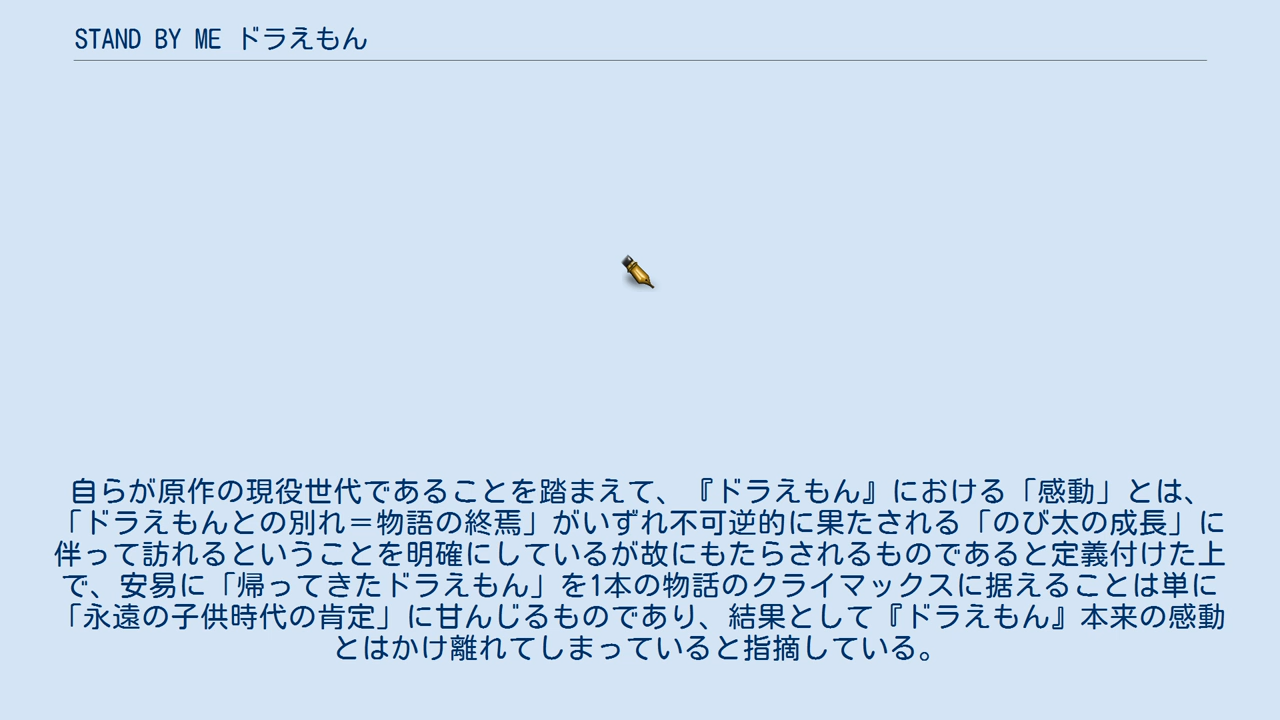 STAND BY ME ドラえもん
自らが原作の現役世代であることを踏まえて、『ドラえもん』における「感動」とは、
「ドラえもんとの別れ＝物語の終焉」がいずれ不可逆的に果たされる「のび太の成長」に
伴って訪れるということを明確にしているが故にもたらされるものであると定義付けた上
で、安易に「帰ってきたドラえもん」を1本の物話のクライマックスに据えることは単に
「永遠の子供時代の肯定」に甘んじるものであり、結果として『ドラえもん』本来の感動
とはかけ離れてしまっていると指摘している。